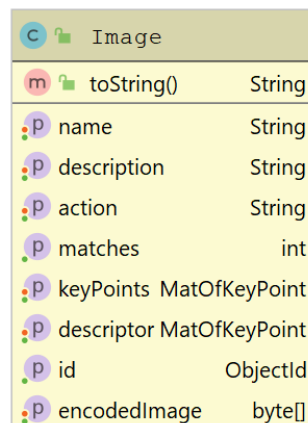 C Image
m toString() String
p name String
p description String
p action String
p matches int
p keyPoints MatOfKeyPoint
p descriptor MatOfKeyPoint
p id ObjectId
p encodedImage byte[]